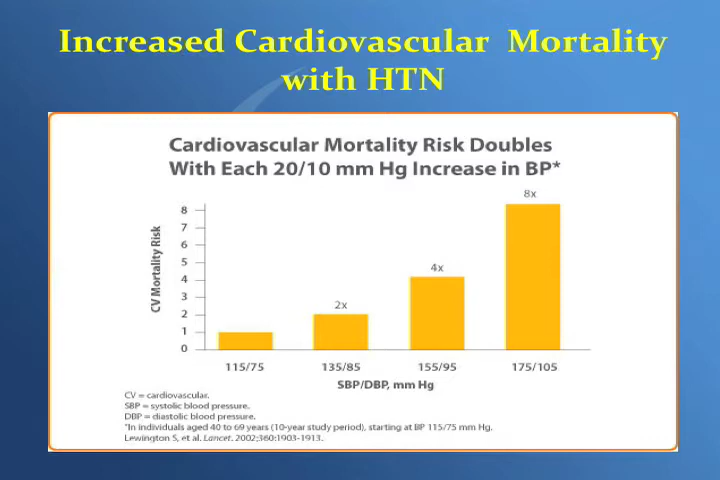 Increased Cardiovascular Mortality
with HTN
Cardiovascular Mortality Risk Doubles
With Each 20/10 mm Hg Increase in BP*
CV Mortality Risk
8
7
6
5
4
3
2
1
0
2x
4x
8x
115/75 135/85 155/95 175/105
SBP/DBP, mm Hg
CV = cardiovascular.
SBP = systolic blood pressure.
DBP = diastolic blood pressure.
*In individuals aged 40 to 69 years (10-year study period), starting at BP 115/75 mm Hg.
Lewington S, et al. Lancet. 2002;360:1903-1913.